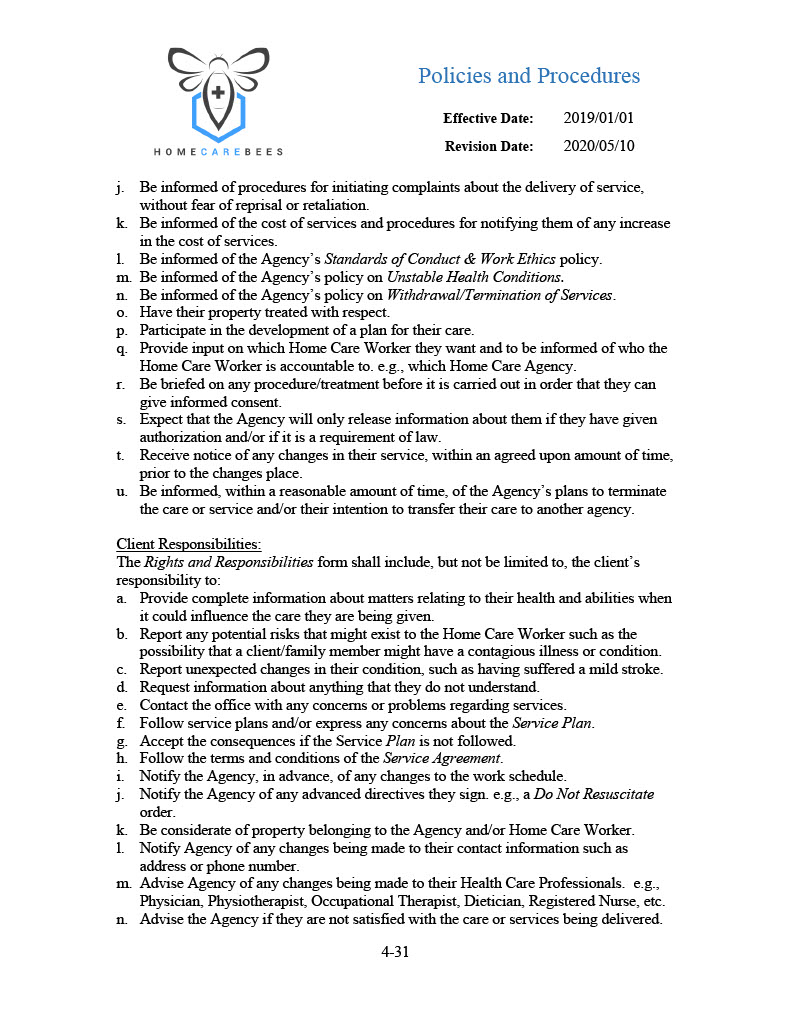 Policies and Procedures
Effective Date: 2019/01/01
Revision Date: 2020/05/10
HOMECAREBEES
j. Be informed of procedures for initiating complaints about the delivery of service,
without fear of reprisal or retaliation.
k. Be informed of the cost of services and procedures for notifying them of any increase
in the cost of services.
l. Be informed of the Agency’s Standards of Conduct & Work Ethics policy.
m. Be informed of the Agency’s policy on Unstable Health Conditions.
n. Be informed of the Agency’s policy on Withdrawal/Termination of Services.
o. Have their property treated with respect.
p. Participate in the development of a plan for their care.
q. Provide input on which Home Care Worker they want and to be informed of who the
Home Care Worker is accountable to. e.g., which Home Care Agency.
r. Be briefed on any procedure/treatment before it is carried out in order that they can
give informed consent.
s. Expect that the Agency will only release information about them if they have given
authorization and/or if it is a requirement of law.
t. Receive notice of any changes in their service, within an agreed upon amount of time,
prior to the changes place.
u. Be informed, within a reasonable amount of time, of the Agency’s plans to terminate
the care or service and/or their intention to transfer their care to another agency.
Client Responsibilities:
The Rights and Responsibilities form shall include, but not be limited to, the client’s
responsibility to:
a. Provide complete information about matters relating to their health and abilities when
it could influence the care they are being given.
b. Report any potential risks that might exist to the Home Care Worker such as the
possibility that a client/family member might have a contagious illness or condition.
c. Report unexpected changes in their condition, such as having suffered a mild stroke.
d. Request information about anything that they do not understand.
e. Contact the office with any concerns or problems regarding services.
f. Follow service plans and/or express any concerns about the Service Plan.
g. Accept the consequences if the Service Plan is not followed.
h. Follow the terms and conditions of the Service Agreement.
i. Notify the Agency, in advance, of any changes to the work schedule.
j. Notify the Agency of any advanced directives they sign. e.g., a Do Not Resuscitate
order.
k. Be considerate of property belonging to the Agency and/or Home Care Worker.
l. Notify Agency of any changes being made to their contact information such as
address or phone number.
m. Advise Agency of any changes being made to their Health Care Professionals. e.g.,
Physician, Physiotherapist, Occupational Therapist, Dietician, Registered Nurse, etc.
n. Advise the Agency if they are not satisfied with the care or services being delivered.
4-31